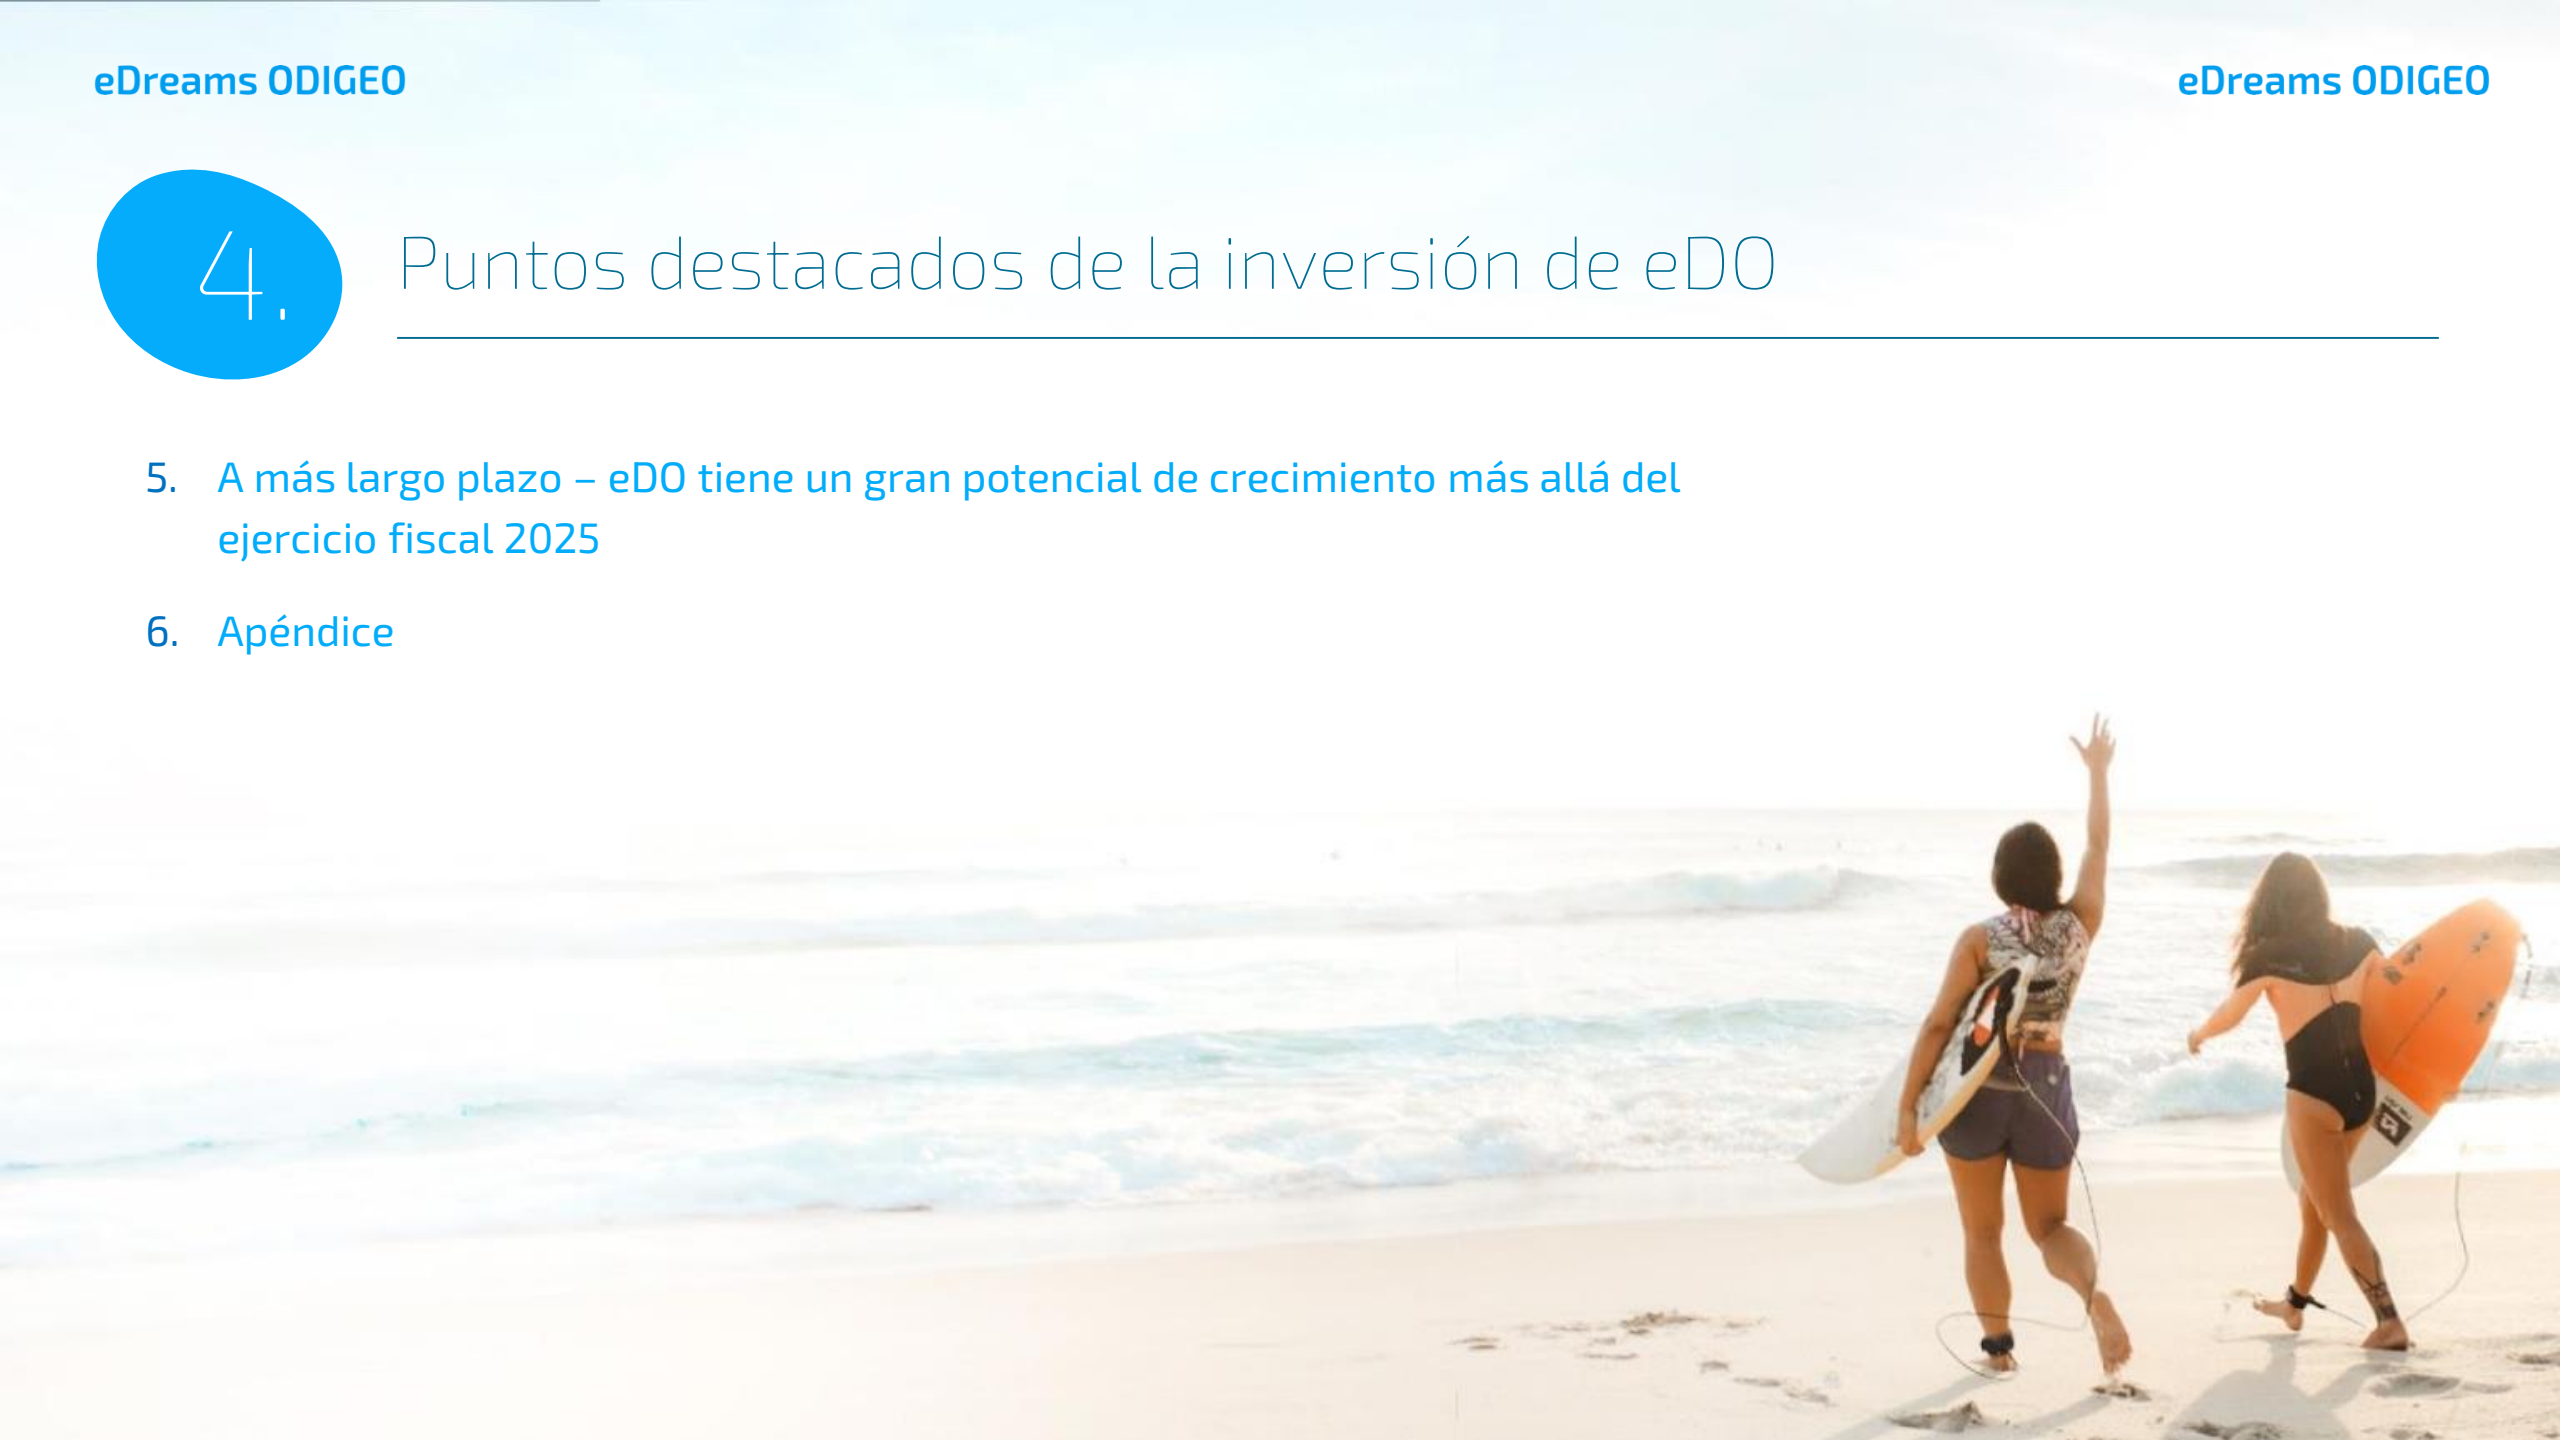 eDreams ODIGEO
eDreams ODIGEO
4.
Puntos destacados de la inversión de eDO
5. A más largo plazo – eDO tiene un gran potencial de crecimiento más allá del
ejercicio fiscal 2025
6. Apéndice